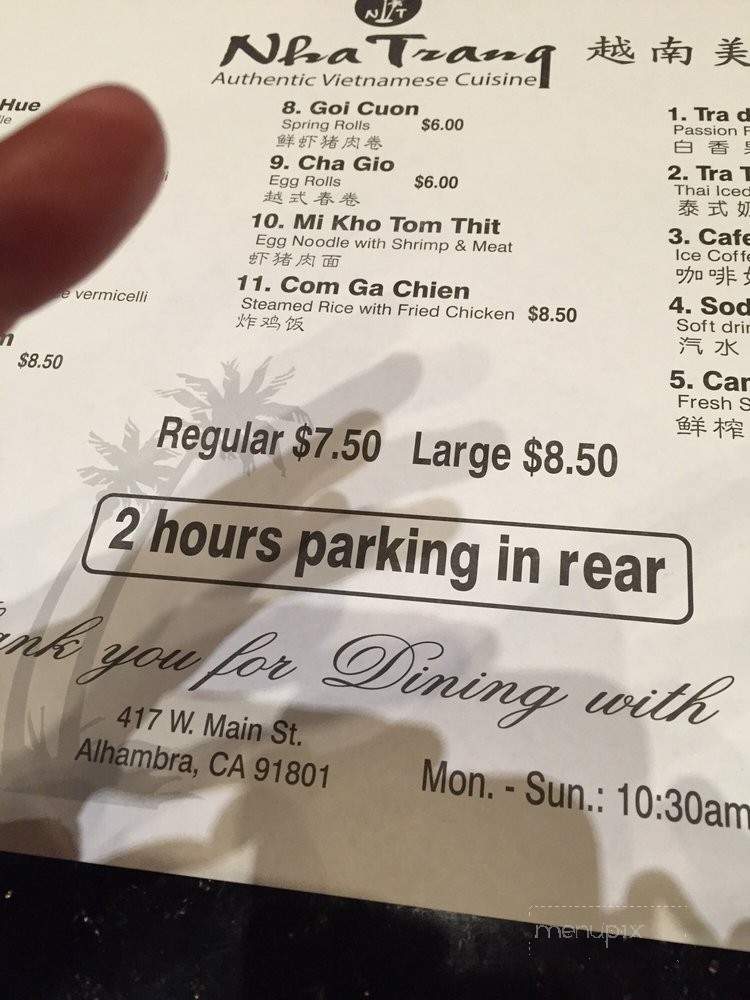 N T
Nha Trang 越南美
Authentic Vietnamese Cuisine
Hue
8. Goi Cuon
Spring Rolls $6.00
鲜虾猪肉卷
9. Cha Gio
Egg Rolls $6.00
越式春卷
10. Mi Kho Tom Thit
Egg Noodle with Shrimp & Meat
虾猪肉面
vermicelli
11. Com Ga Chien
Steamed Rice with Fried Chicken $8.50
炸鸡饭
$8.50
1. Tra
Passion
白香
2. Tra
Thai Iced
泰式奶
3. Cafe
Ice Coffe
咖啡
4. Sod
Soft drin
汽水
5. Cam
Fresh S
鲜榨
Regular $7.50 Large $8.50
2 hours parking in rear
ank you for Dining with
417 W. Main St.
Alhambra, CA 91801
Mon. - Sun.: 10:30am
menupix